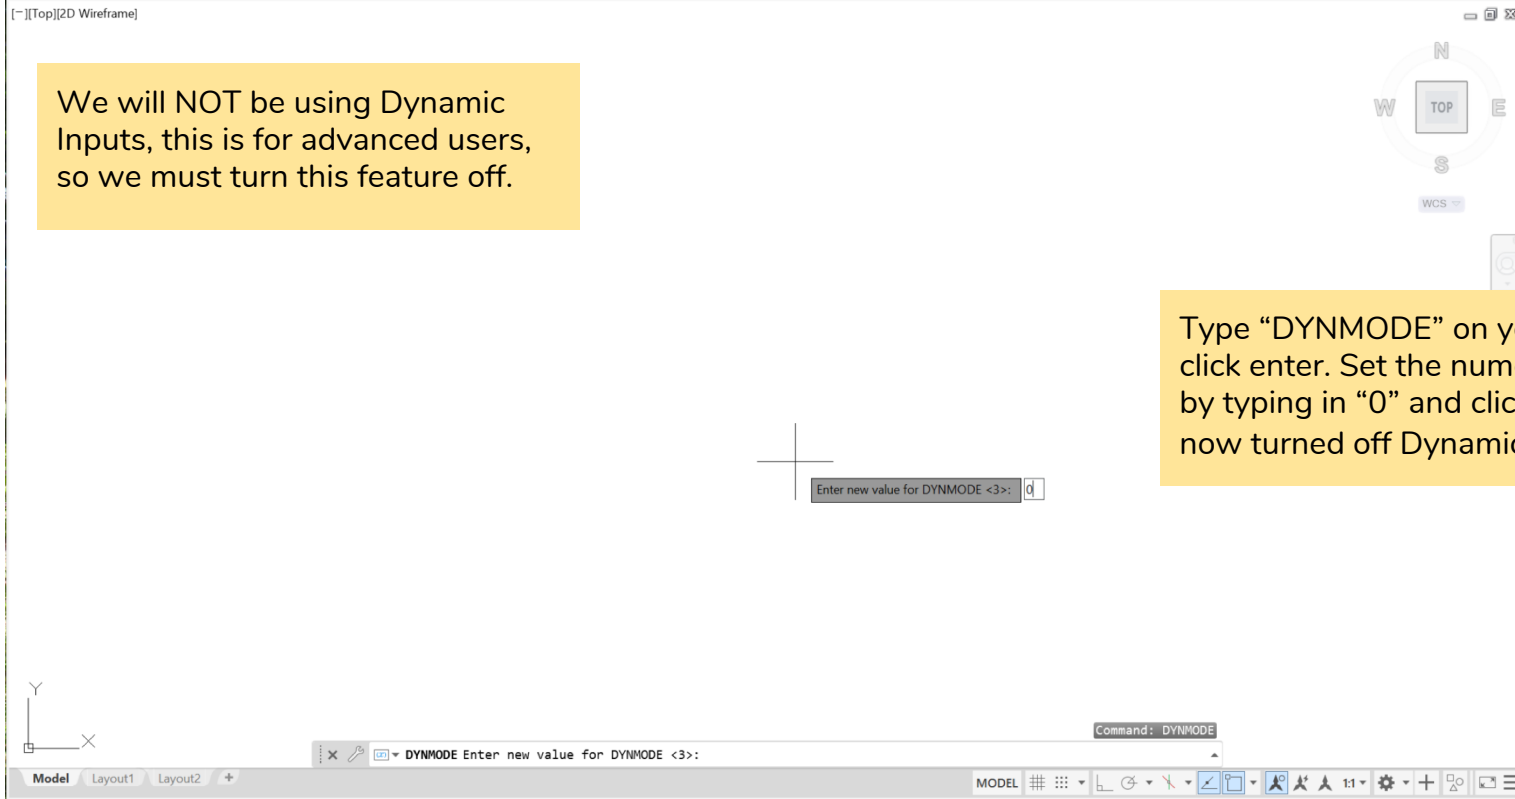 [−][Top][2D Wireframe]
We will NOT be using Dynamic
Inputs, this is for advanced users,
so we must turn this feature off.
N
W
TOP
E
S
WCS
Type “DYNMODE” on
click enter. Set the
by typing in “0” and
now turned off
Enter new value for DYNMODE <3>: 0
Y
X
Command: DYNMODE
DYNMODE Enter new value for DYNMODE <3>:
Model Layout1 Layout2 +
MODEL 1:1